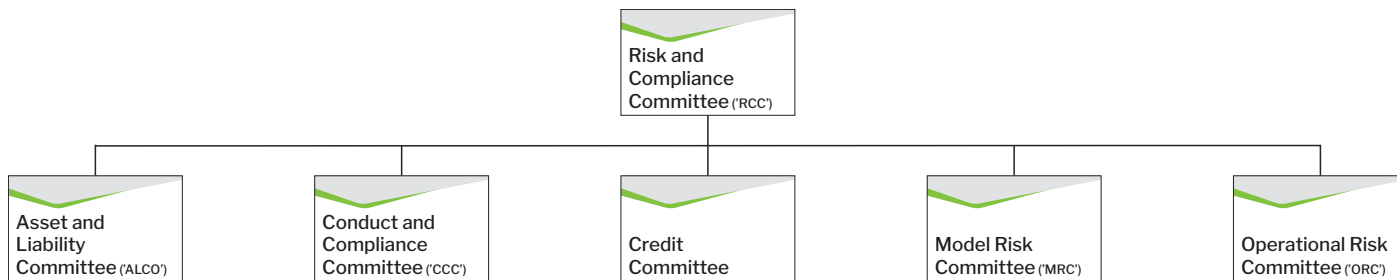 Risk and
Compliance
Committee ('RCC')
Asset and
Liability
Committee ('ALCO')
Conduct and
Compliance
Committee ('CCC')
Credit
Committee
Model Risk
Committee ('MRC')
Operational Risk
Committee ('ORC')